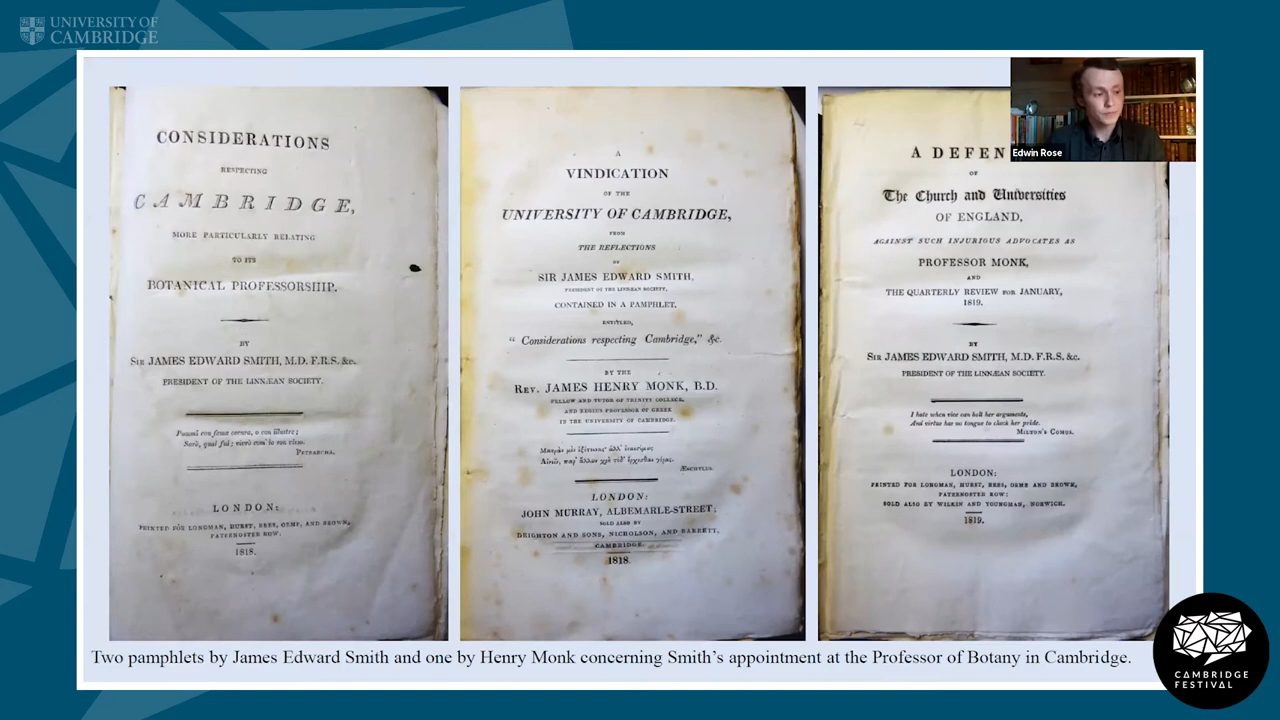 UNIVERSITY OF
CAMBRIDGE
CONSIDERATIONS
RESPECTING
CAMBRIDGE,
MORE PARTICULARLY RELATING
TO ITS
BOTANICAL PROFESSORSHIP.
BY
SIR JAMES EDWARD SMITH, M.D. F.R.S. &c.
PRESIDENT OF THE LINNÆAN SOCIETY.
PETRARCHA.
LONDON:
PRINTED FOR LONGMAN, HURST, REES, ORME, AND BROWN,
PATERNOSTER ROW.
1818.
A
VINDICATION
OF THE
UNIVERSITY OF CAMBRIDGE,
FROM
THE REFLECTIONS
OF
SIR JAMES EDWARD SMITH,
PRESIDENT OF THE LINNÆAN SOCIETY,
CONTAINED IN A PAMPHLET,
ENTITLED,
"Considerations respecting Cambridge," &c.
BY THE
REV. JAMES HENRY MONK, B.D.
FELLOW AND TUTOR OF TRINITY COLLEGE,
AND REGIUS PROFESSOR OF GREEK
IN THE UNIVERSITY OF CAMBRIDGE.
ÆSCHYLUS.
LONDON:
JOHN MURRAY, ALBEMARLE-STREET;
SOLD ALSO BY
DEIGHTON AND SONS, NICHOLSON, AND BARRETT,
CAMBRIDGE.
1818.
A DEFEN
OF
The Church and Universities
OF ENGLAND,
AGAINST SUCH INJURIOUS ADVOCATES AS
PROFESSOR MONK,
AND
THE QUARTERLY REVIEW FOR JANUARY,
1819.
BY
SIR JAMES EDWARD SMITH, M.D. F.R.S. &c.
PRESIDENT OF THE LINNÆAN SOCIETY.
I hate when vice can bolt her arguments,
And virtue has no tongue to check her pride.
MILTON'S COMUS.
LONDON:
PRINTED FOR LONGMAN, HURST, REES, ORME AND BROWN,
PATERNOSTER ROW:
SOLD ALSO BY WILKIN AND YOUNGMAN, NORWICH.
1819.
Edwin Rose
Two pamphlets by James Edward Smith and one by Henry Monk concerning Smith's appointment at the Professor of Botany in Cambridge.
CAMBRIDGE
FESTIVAL